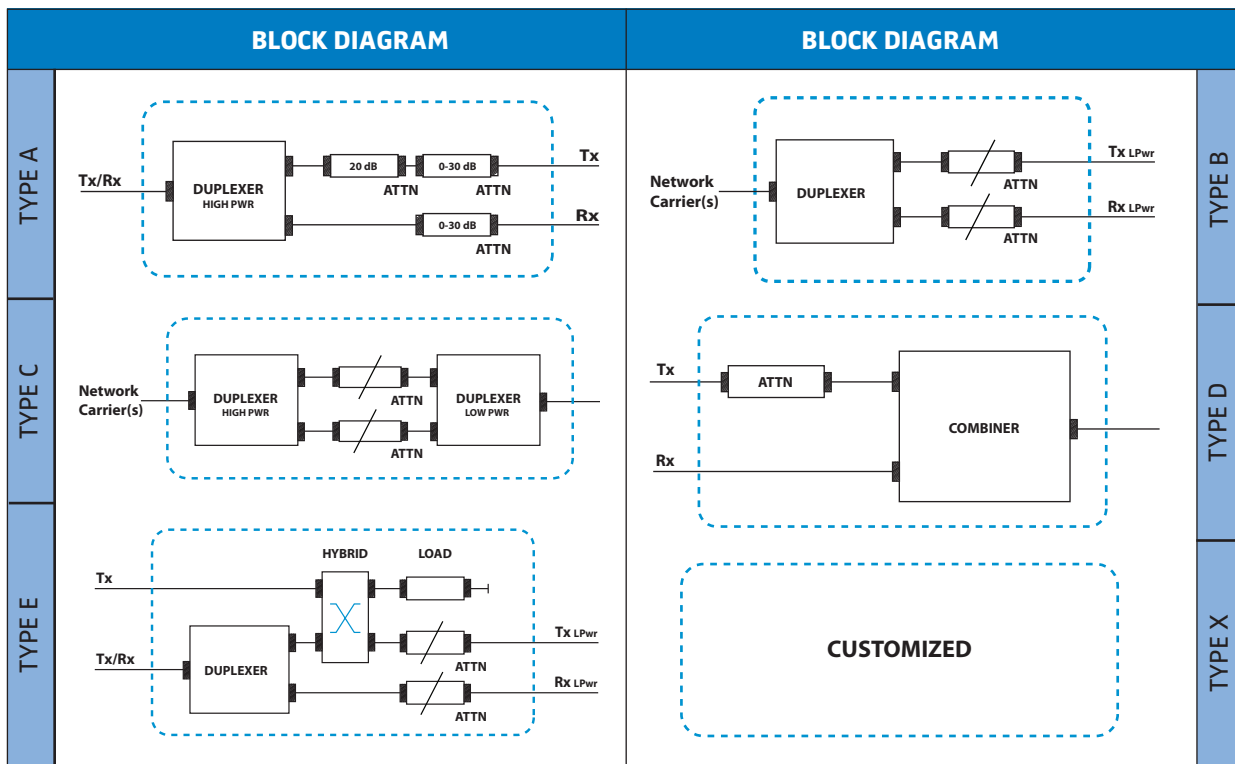 BLOCK DIAGRAM
BLOCK DIAGRAM
TYPE A
Tx/Rx
DUPLEXER
HIGH PWR
20 dB
ATTN
0-30 dB
ATTN
Tx
0-30 dB
ATTN
Rx
TYPE B
Network
Carrier(s)
DUPLEXER
ATTN
Tx LPwr
ATTN
Rx LPwr
TYPE C
Network
Carrier(s)
DUPLEXER
HIGH PWR
ATTN
ATTN
DUPLEXER
LOW PWR
TYPE D
Tx
ATTN
Rx
COMBINER
TYPE E
HYBRID
LOAD
Tx
Tx/Rx
DUPLEXER
ATTN
Tx LPwr
ATTN
Rx LPwr
TYPE X
CUSTOMIZED